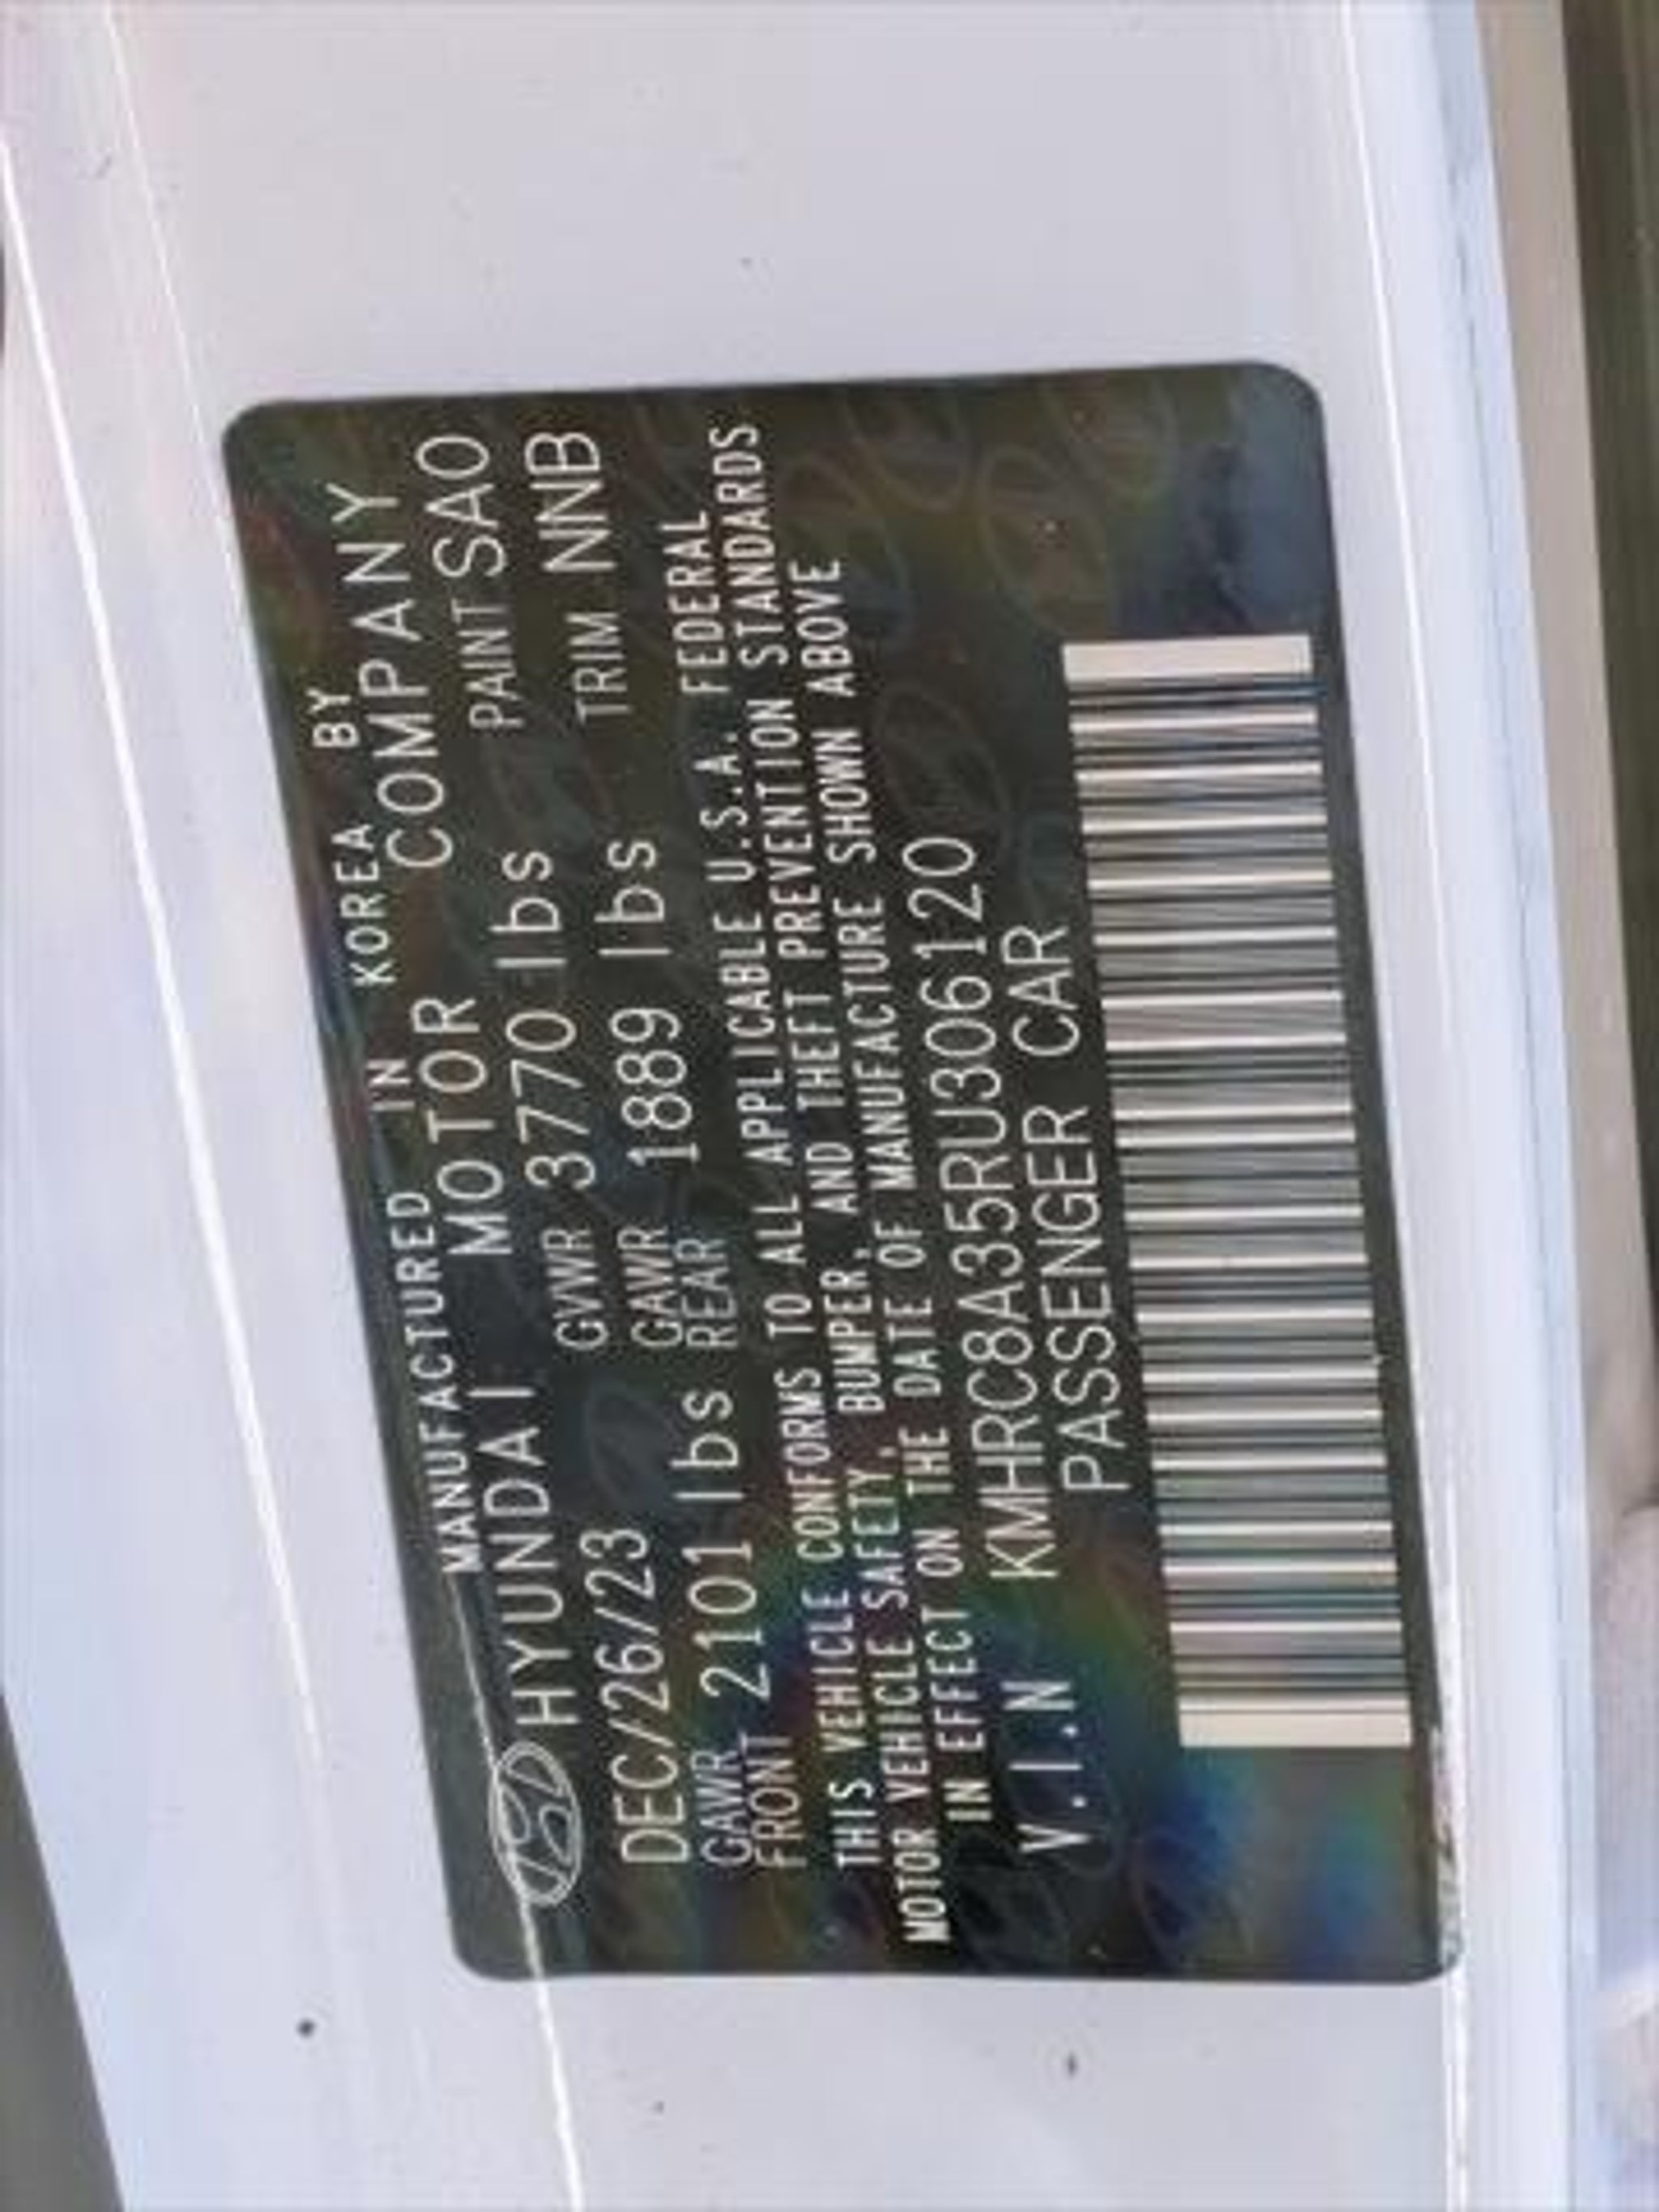 MANUFACTURED IN KOREA BY
HYUNDAI MOTOR COMPANY
DEC/26/23 GVWR 3770 lbs PAINT SAO
GAWR FRONT 2101 lbs GAWR REAR 1889 lbs TRIM NNB
THIS VEHICLE CONFORMS TO ALL APPLICABLE U.S.A. FEDERAL
MOTOR VEHICLE SAFETY, BUMPER, AND THEFT PREVENTION STANDARDS
IN EFFECT ON THE DATE OF MANUFACTURE SHOWN ABOVE
V.I.N KMHRC8A35RU306120
PASSENGER CAR